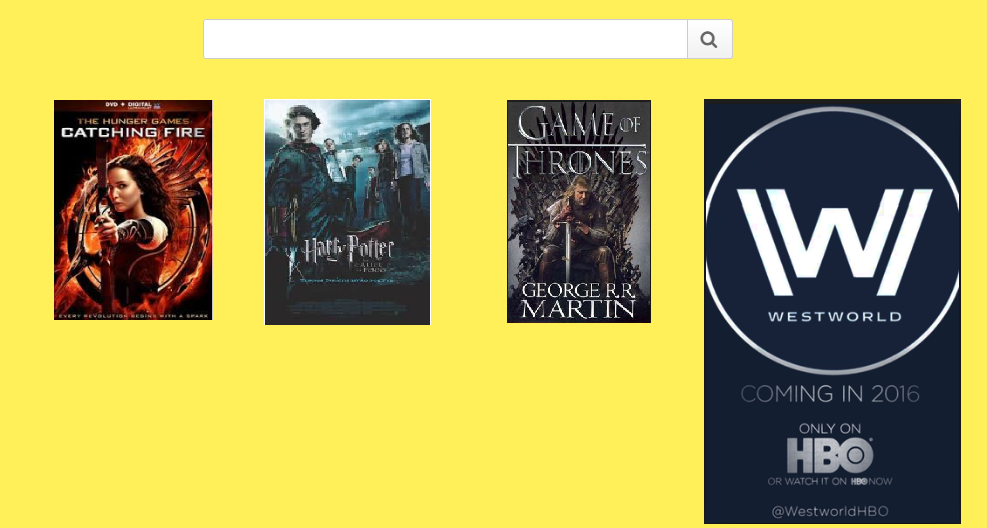 DVD + DIGITAL
THE HUNGER GAMES
CATCHING FIRE
EVERY REVOLUTION BEGINS WITH A SPARK
Harry Potter
GAME OF
THRONES
GEORGE R.R.
MARTIN
W
WESTWORLD
COMING IN 2016
ONLY ON
HBO
OR WATCH IT ON HBO NOW
@WestworldHBO